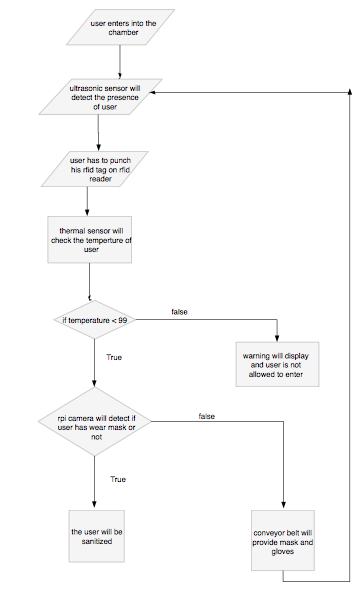 user enters into the
chamber
ultrasonic sensor will
detect the presence
of user
user has to punch
his rfid tag on rfid
reader
thermal sensor will
check the temperture of
user
if temperature < 99
false
True
warning will display
and user is not
allowed to enter
rpi camera will detect if
user has wear mask or
not
false
True
the user will be
sanitized
conveyor belt will
provide mask and
gloves